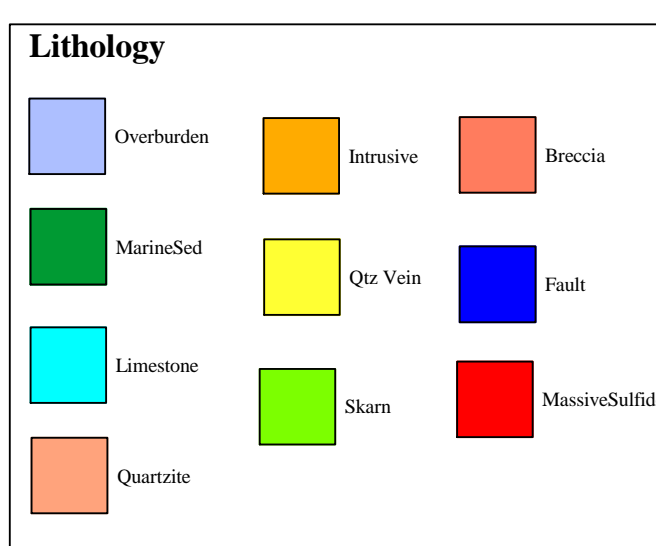 Lithology
Overburden
MarineSed
Limestone
Quartzite
Intrusive
Qtz Vein
Skarn
Breccia
Fault
MassiveSulfid